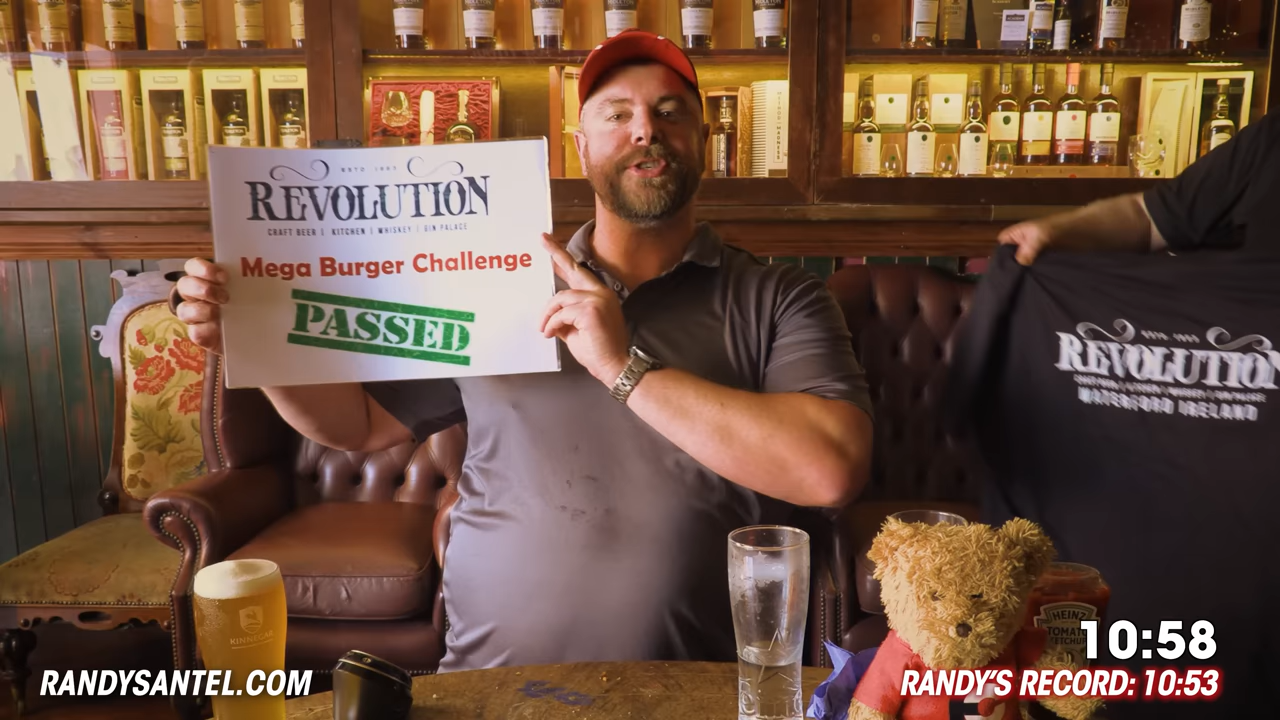 ESTD 1993
REVOLUTION
CRAFT BEER | KITCHEN | WHISKEY | GIN PALACE
Mega Burger Challenge
PASSED
REVOLUTION
WATERFORD IRELAND
KINNEGAR
HEINZ
TOMATO
KETCHUP
10:58
RANDYSANTEL.COM
RANDY'S RECORD: 10:53